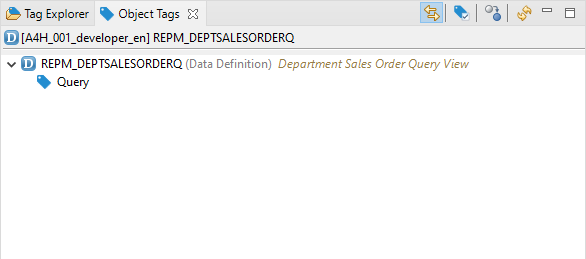 Tag Explorer Object Tags
D [A4H_001_developer_en] REPM_DEPTSALESORDERQ
D REPM_DEPTSALESORDERQ (Data Definition) Department Sales Order Query View
Query